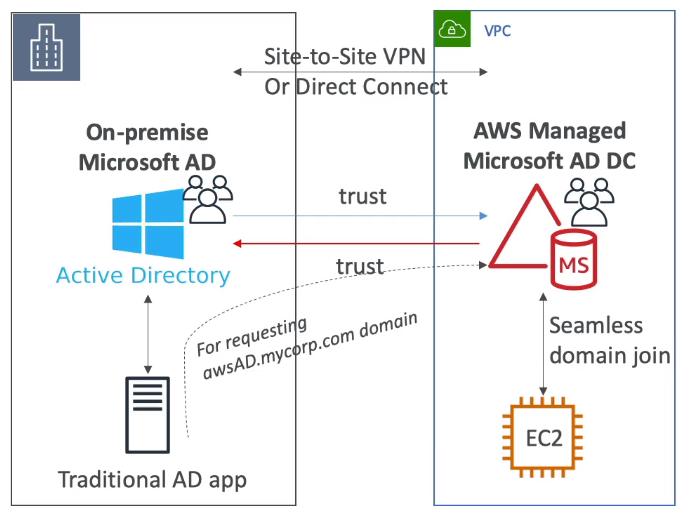 VPC
Site-to-Site VPN
Or Direct Connect
On-premise
Microsoft AD
AWS Managed
Microsoft AD DC
trust
Active Directory
MS
trust
For requesting
awsAD.mycorp.com domain
Seamless
domain join
EC2
Traditional AD app